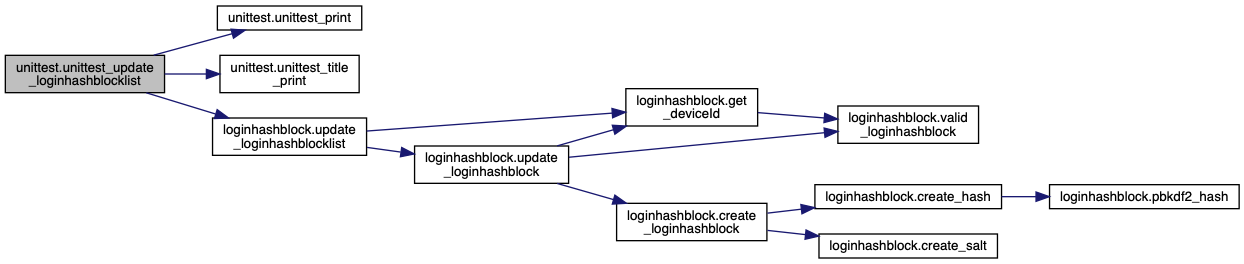 unittest.unittest_print
unittest.unittest_update
_loginhashblocklist
unittest.unittest_title
_print
loginhashblock.update
_loginhashblocklist
loginhashblock.get
_deviceId
loginhashblock.valid
_loginhashblock
loginhashblock.update
_loginhashblock
loginhashblock.create
_loginhashblock
loginhashblock.create_hash
loginhashblock.pbkdf2_hash
loginhashblock.create_salt